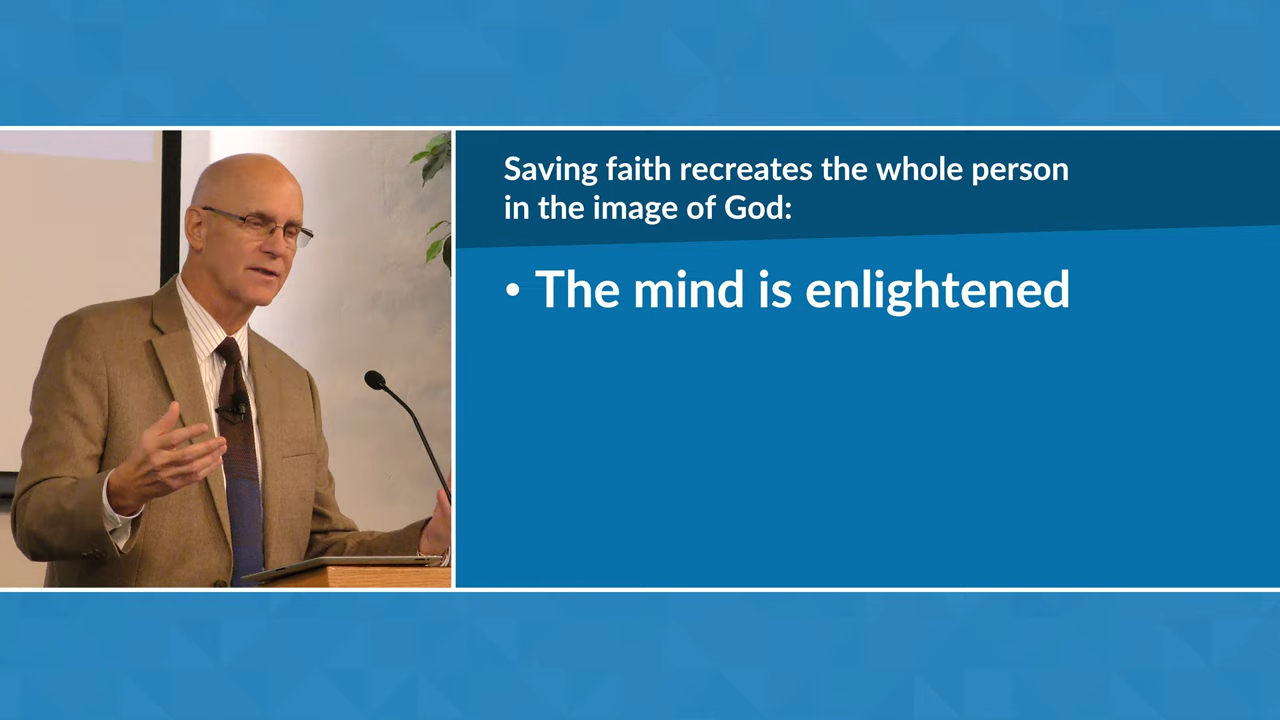 Saving faith recreates the whole person
in the image of God:
• The mind is enlightened